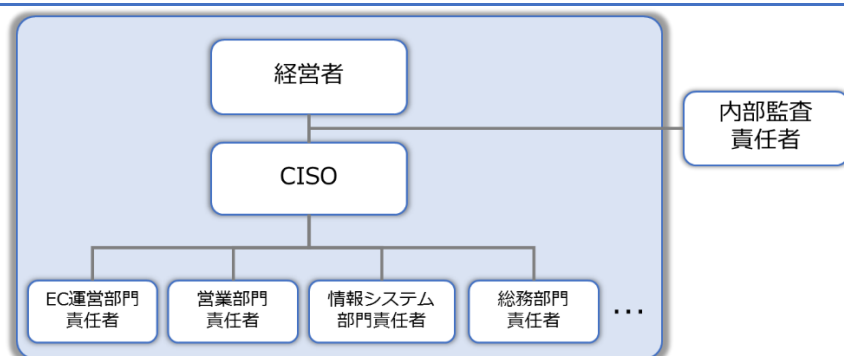 経営者
内部監査
責任者
CISO
EC運営部門
責任者
営業部門
責任者
情報システム
部門責任者
総務部門
責任者
…